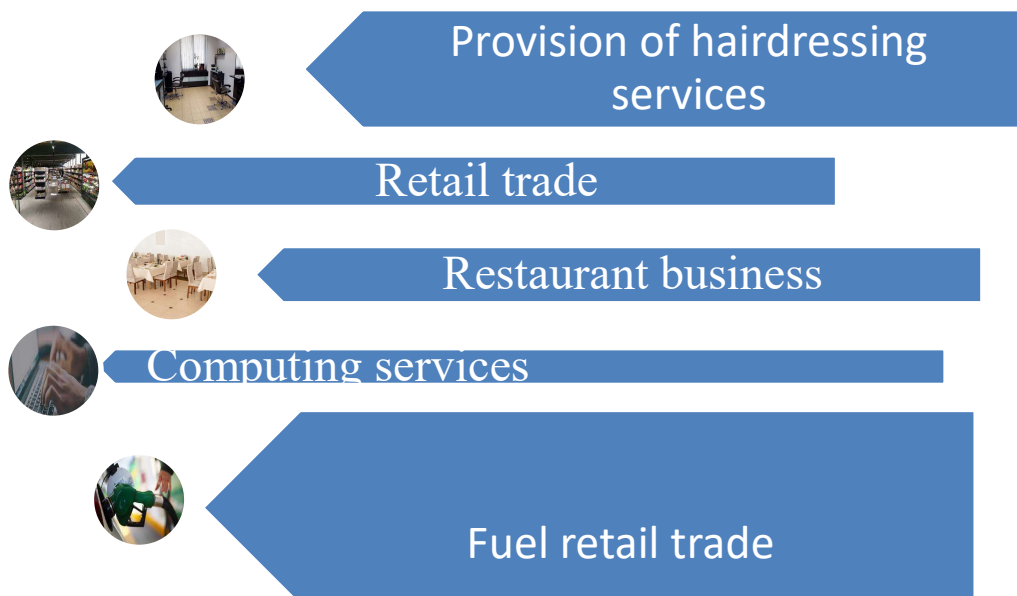 Provision of hairdressing
services
Retail trade
Restaurant business
Computing services
Fuel retail trade